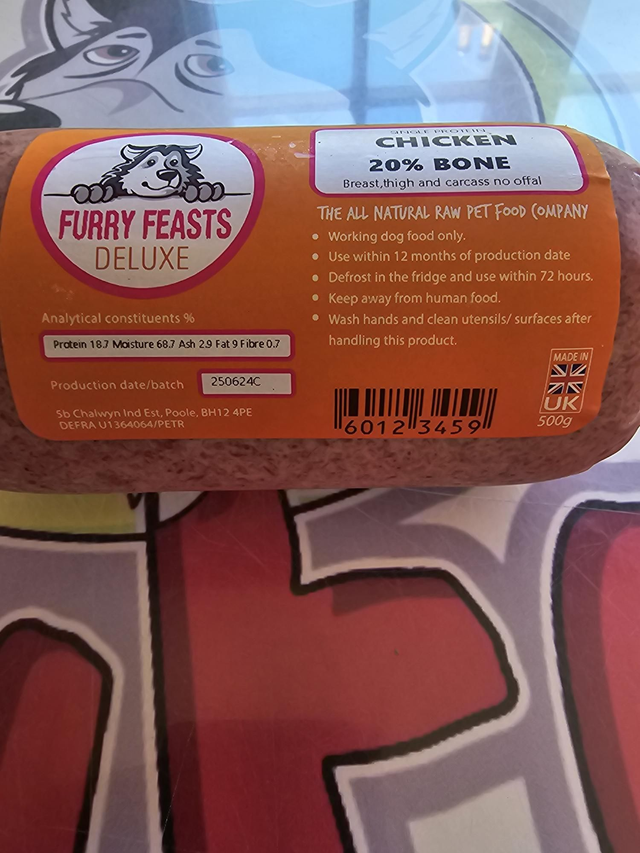 FURRY FEASTS
DELUXE
Analytical constituents %
Protein 18.7 Moisture 68.7 Ash 2.9 Fat 9 Fibre 0.7
Production date/batch 250624C
5b Chalwyn Ind Est, Poole, BH12 4PE
DEFRA U1364064/PETR
SINGLE PROTEIN
CHICKEN
20% BONE
Breast,thigh and carcass no offal
THE ALL NATURAL RAW PET FOOD COMPANY
• Working dog food only.
• Use within 12 months of production date
• Defrost in the fridge and use within 72 hours.
• Keep away from human food.
• Wash hands and clean utensils/ surfaces after
handling this product.
6012 3459
MADE IN
UK
500g